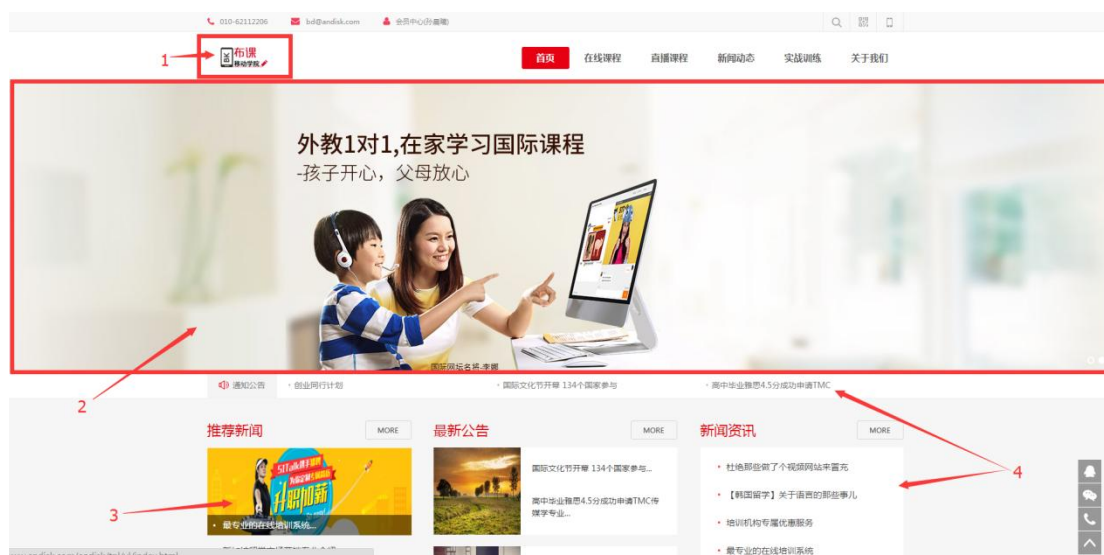 010-62112206 bd@andisk.com
布课
移动学院
1
首页 在线课程 直播课程 新闻动态 实战训练 关于我们
外教1对1,在家学习国际课程
-孩子开心，父母放心
国际网坛名将-李娜
2
通知公告 · 创业同行计划 · 国际文化节开幕 134个国家参与 · 高中毕业雅思4.5分成功申请TMC
推荐新闻 MORE 最新公告 MORE 新闻资讯 MORE
51Talk
升职加薪
· 最专业的在线培训系统...
3
国际文化节开幕 134个国家参与...
高中毕业雅思4.5分成功申请TMC传
媒学专业...
· 杜绝那些做了个视频网站来冒充
· 【韩国留学】关于语言的那些事儿
· 培训机构专属优惠服务
· 最专业的在线培训系统
4